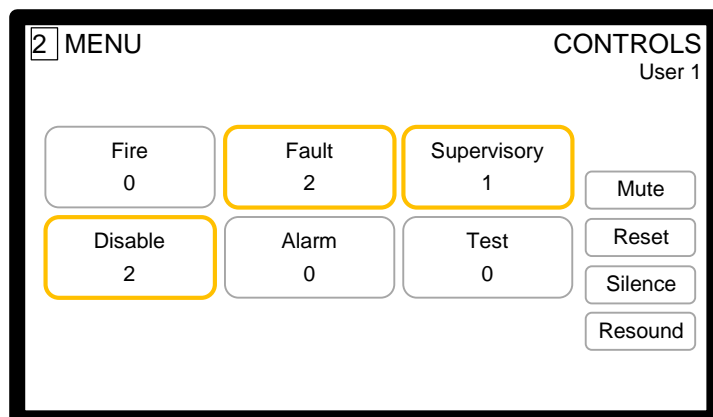 2 MENU CONTROLS
User 1
Fire Fault Supervisory
0 2 1
Mute
Disable Alarm Test
Reset
2 0 0
Silence
Resound